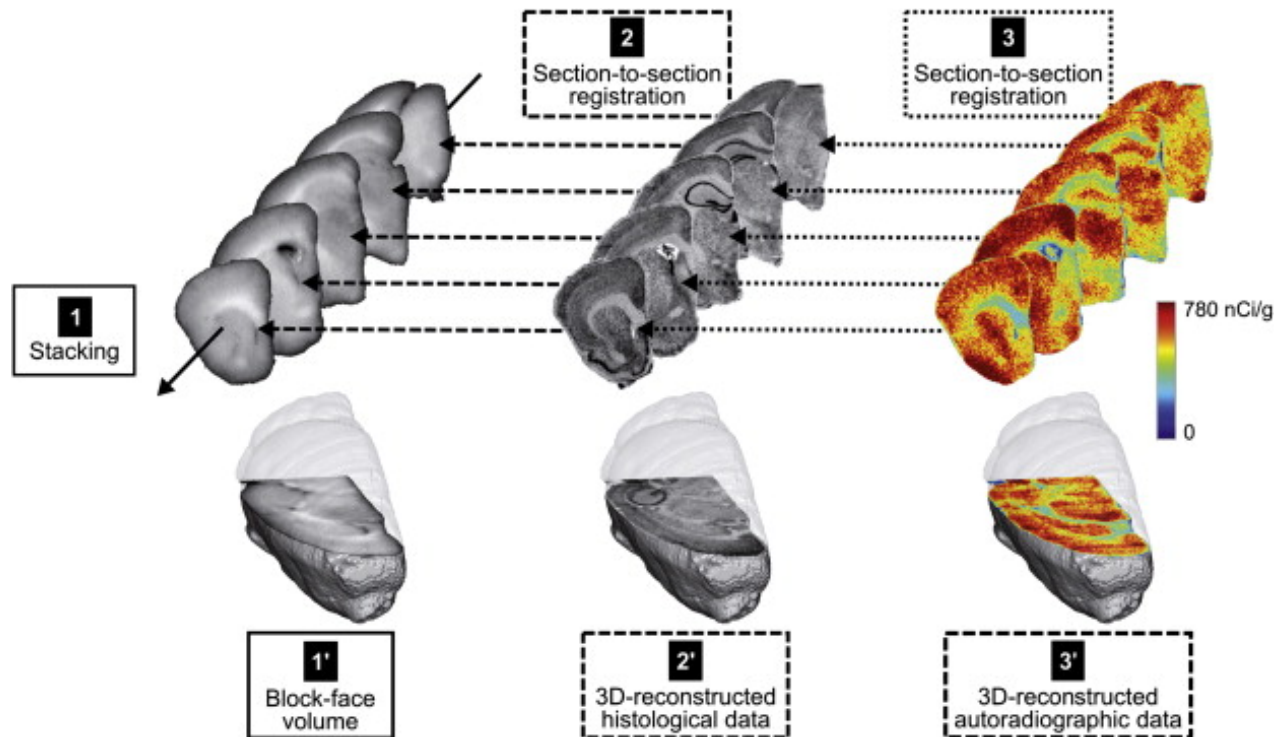 2
Section-to-section
registration
3
Section-to-section
registration
1
Stacking
780 nCi/g
0
1'
Block-face
volume
2'
3D-reconstructed
histological data
3'
3D-reconstructed
autoradiographic data